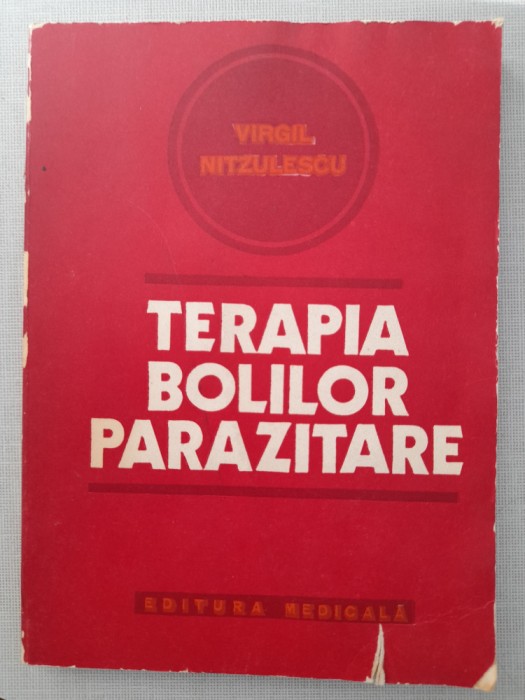 VIRGIL
NITZULESCU
TERAPIA
BOLILOR
PARAZITARE
EDITURA MEDICALĂ